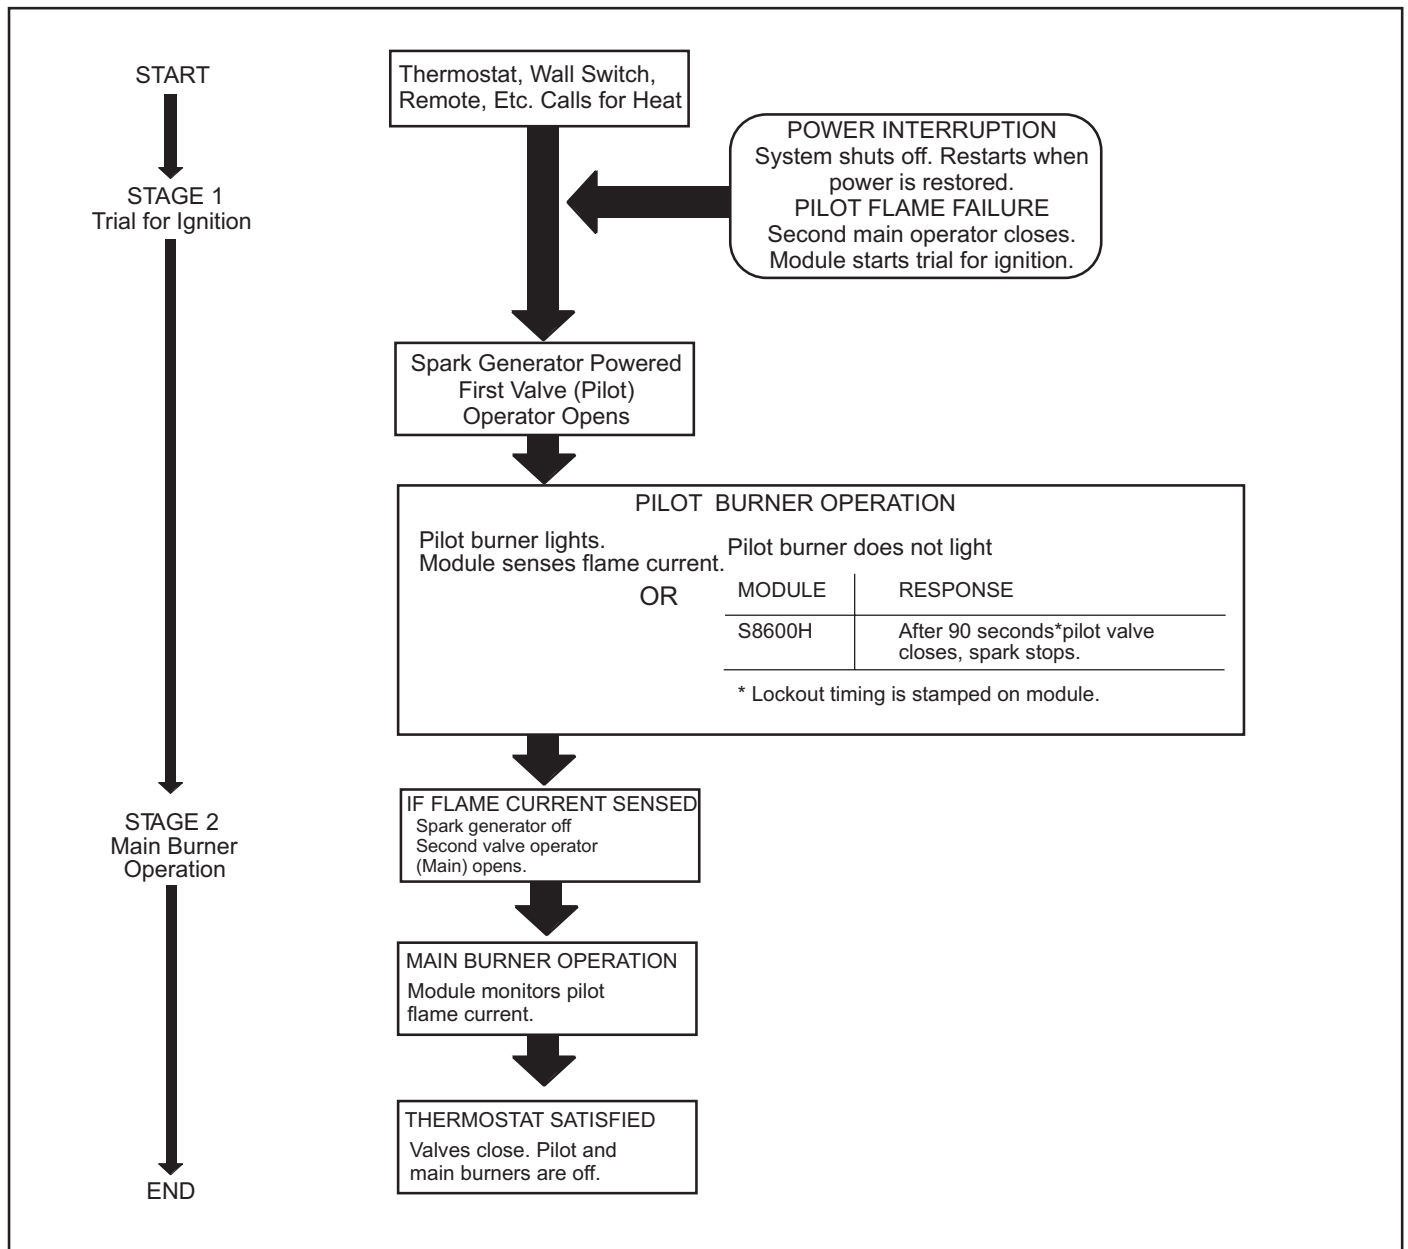 START
STAGE 1
Trial for Ignition
STAGE 2
Main Burner
Operation
END
Thermostat, Wall Switch,
Remote, Etc. Calls for Heat
POWER INTERRUPTION
System shuts off. Restarts when
power is restored.
PILOT FLAME FAILURE
Second main operator closes.
Module starts trial for ignition.
Spark Generator Powered
First Valve (Pilot)
Operator Opens
PILOT BURNER OPERATION
Pilot burner lights.
Module senses flame current.
OR
Pilot burner does not light
MODULE RESPONSE
S8600H After 90 seconds*pilot valve
closes, spark stops.
* Lockout timing is stamped on module.
IF FLAME CURRENT SENSED
Spark generator off
Second valve operator
(Main) opens.
MAIN BURNER OPERATION
Module monitors pilot
flame current.
THERMOSTAT SATISFIED
Valves close. Pilot and
main burners are off.